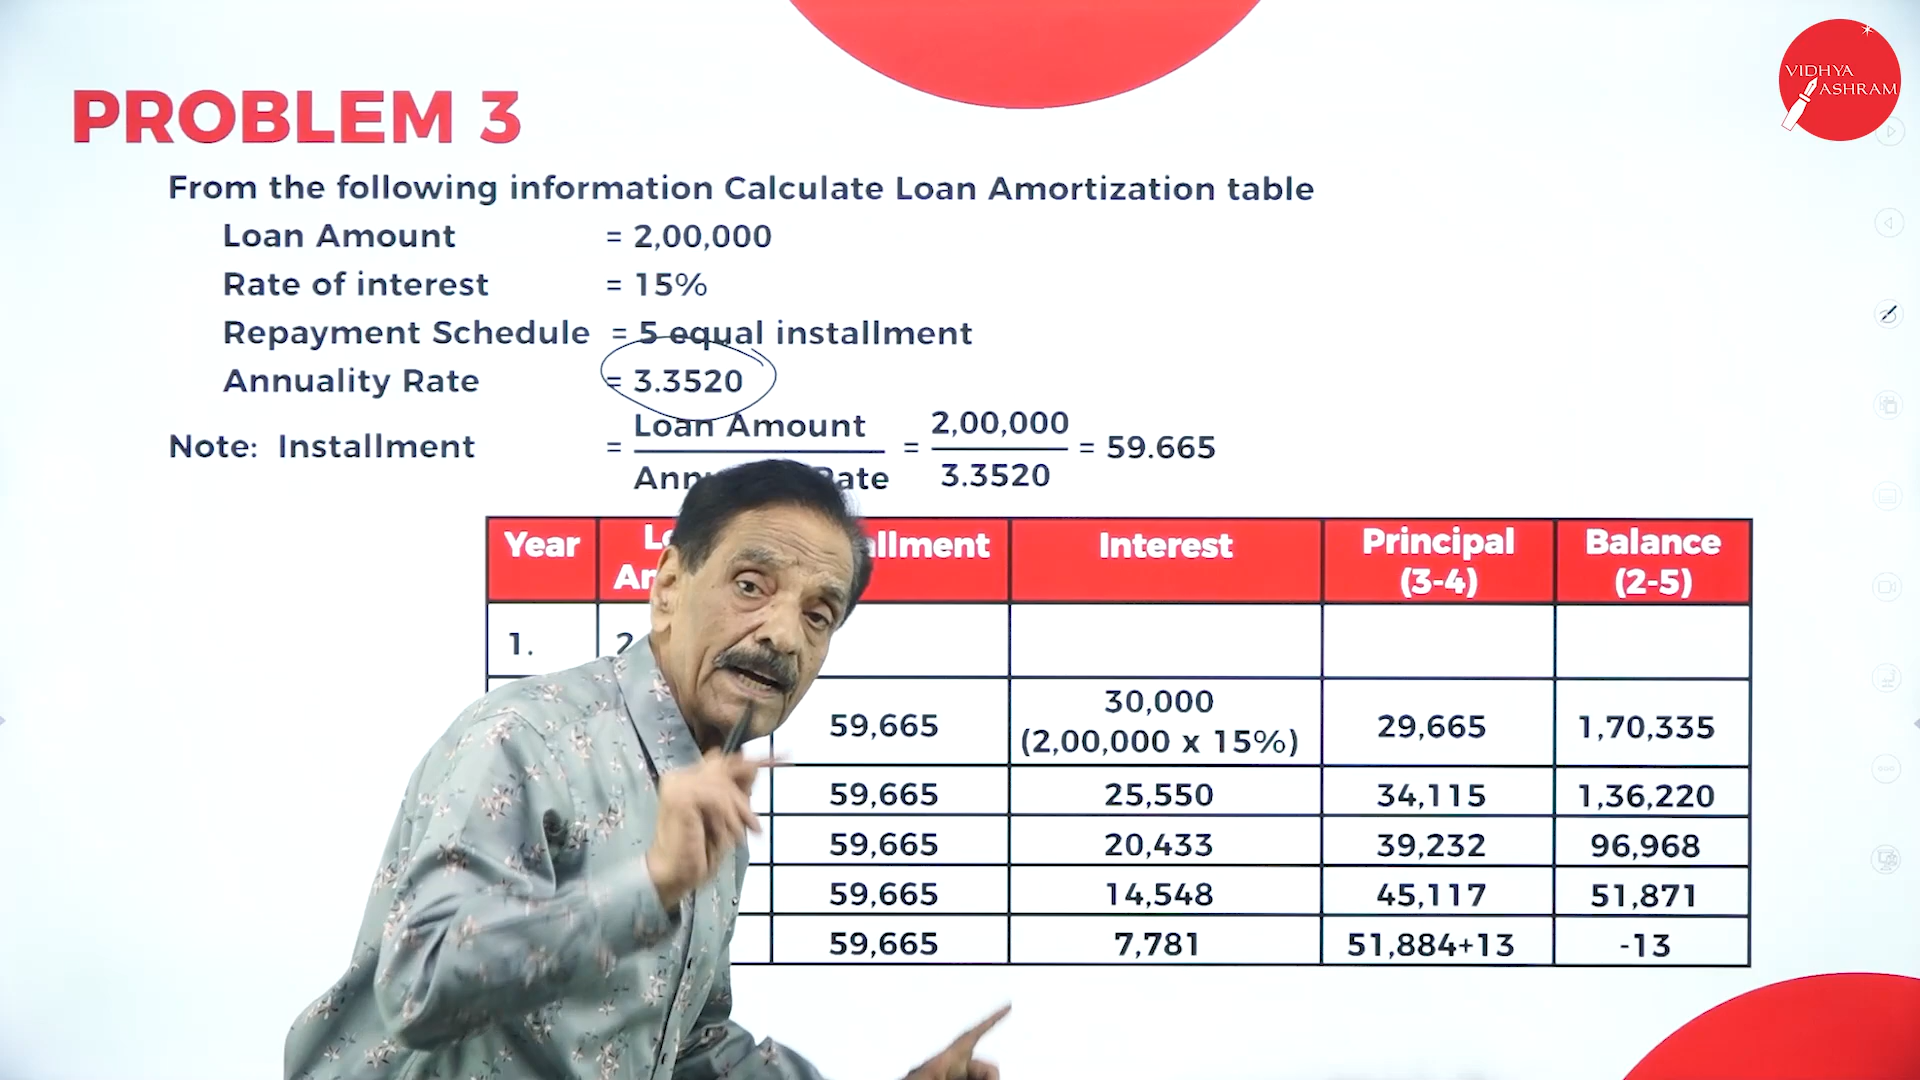 VIDHYA
ASHRAM
PROBLEM 3
From the following information Calculate Loan Amortization table
Loan Amount = 2,00,000
Rate of interest = 15%
Repayment Schedule = 5 equal installment
Annuality Rate = 3.3520
Note: Installment = Loan Amount = 2,00,000 = 59.665
3.3520
Year Interest Principal Balance
(3-4) (2-5)
1. 2
30,000
59,665 (2,00,000 x 15%) 29,665 1,70,335
59,665 25,550 34,115 1,36,220
59,665 20,433 39,232 96,968
59,665 14,548 45,117 51,871
59,665 7,781 51,884+13 -13